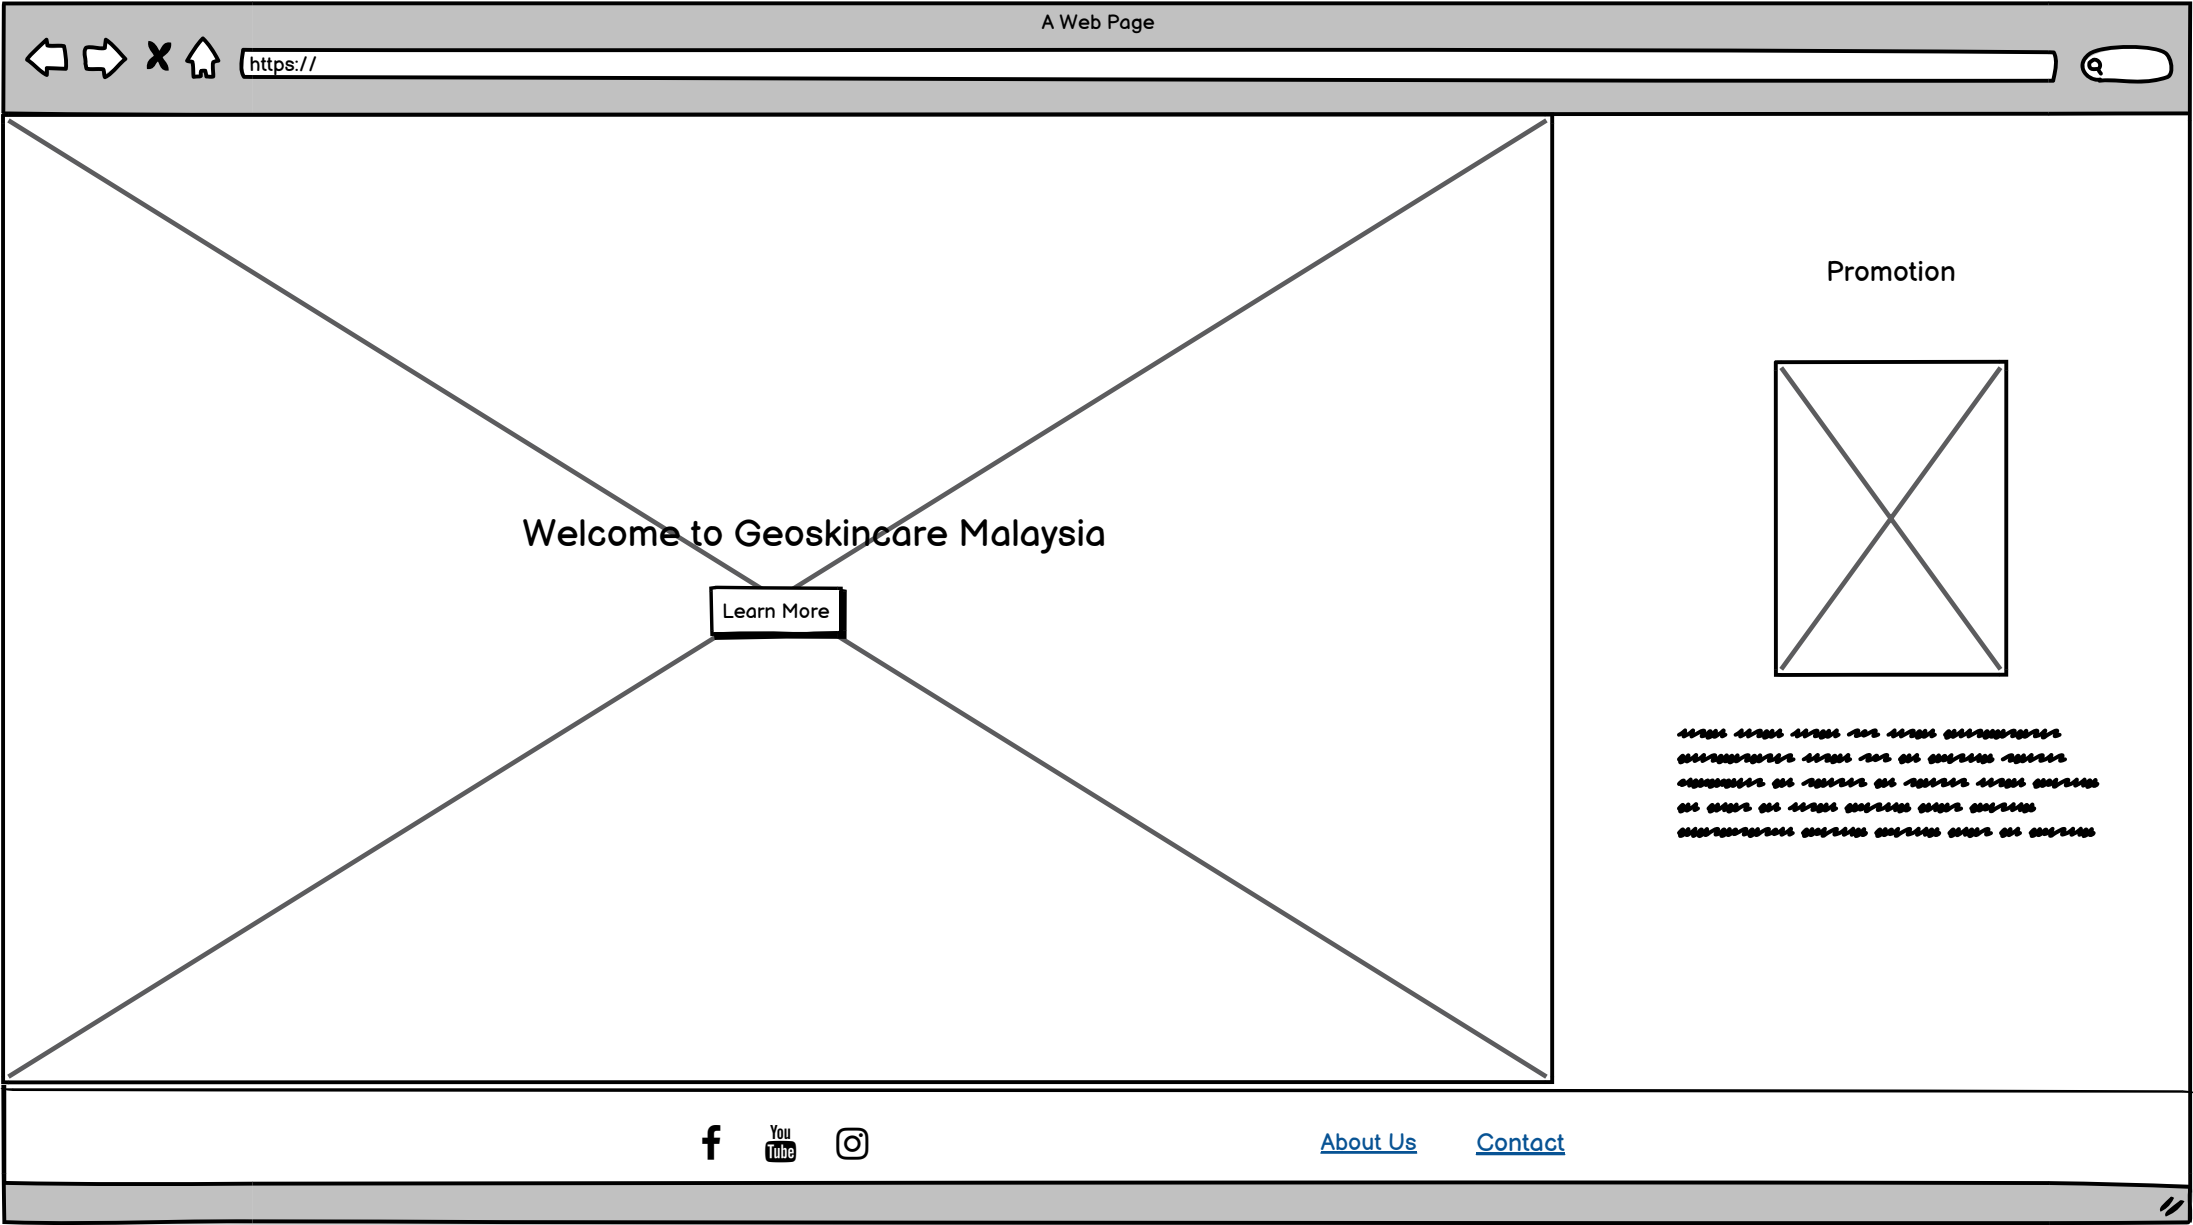 A Web Page
https://
Promotion
Welcome to Geoskincare Malaysia
Learn More
You
Tube
About Us
Contact